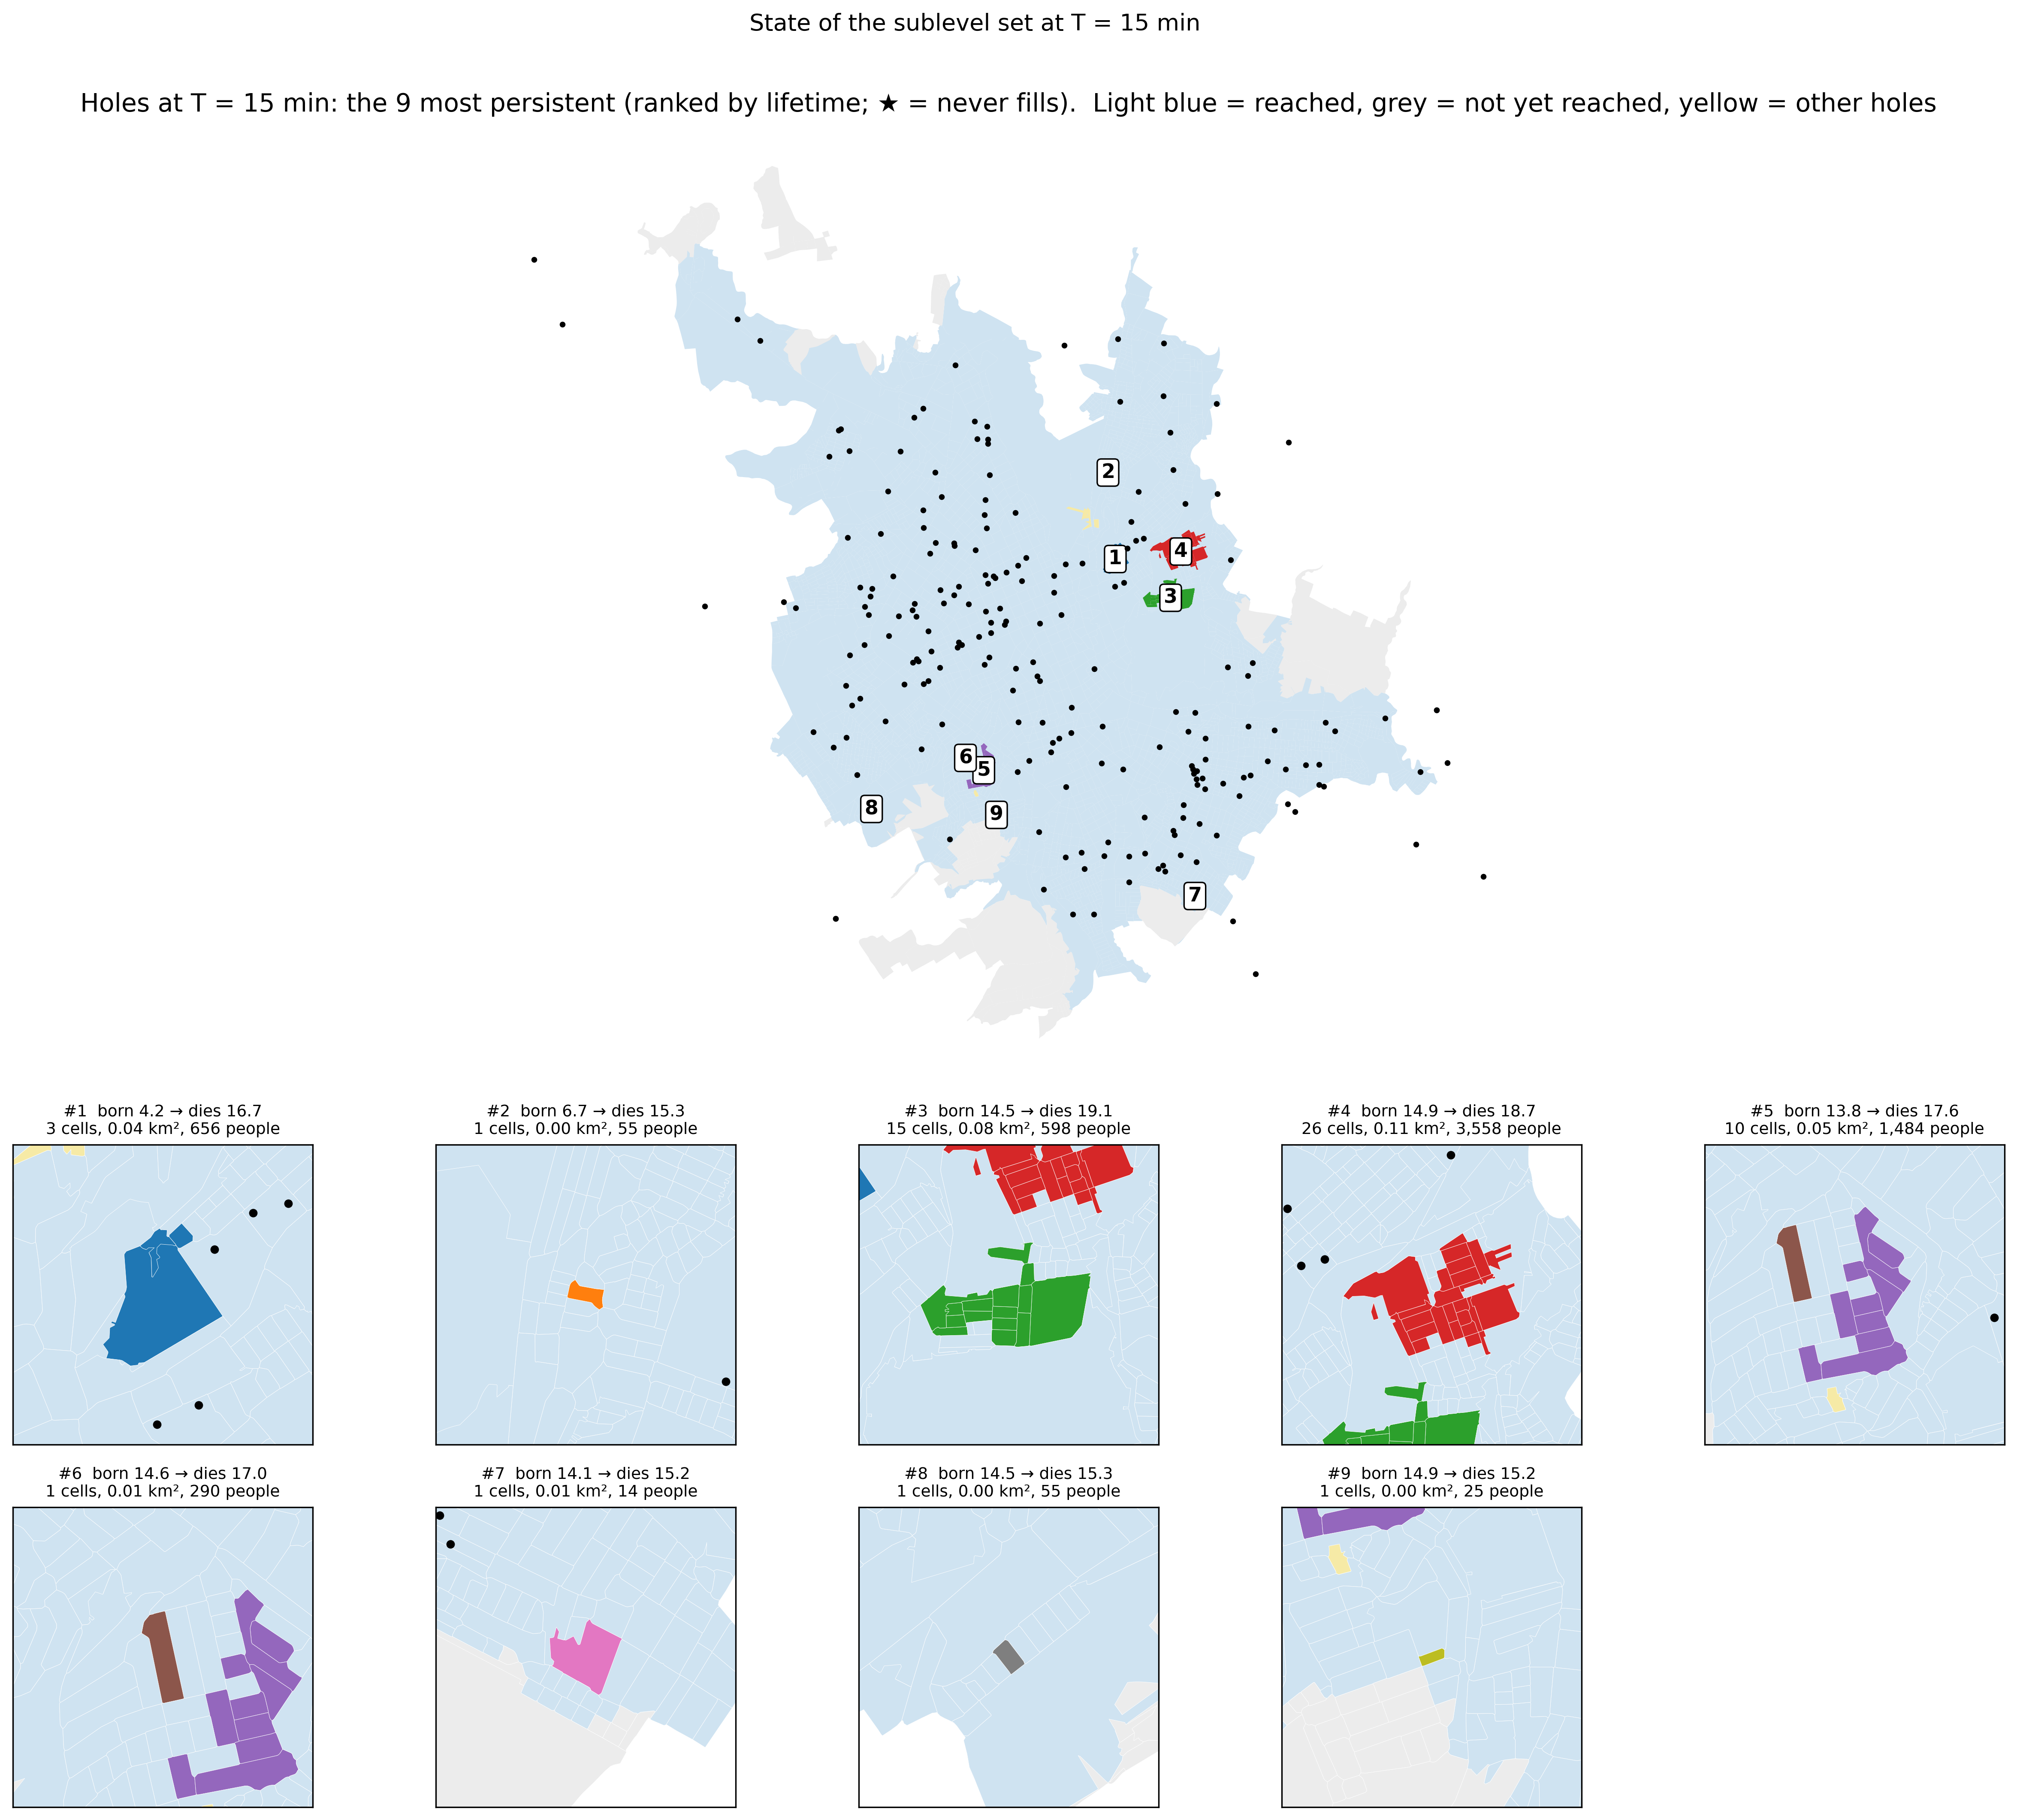 State of the sublevel set at T = 15 min
Holes at T = 15 min: the 9 most persistent (ranked by lifetime; ★ = never fills).  Light blue = reached, grey = not yet reached, yellow = other holes
2
1
4
3
6
5
8
9
7
#1  born 4.2 → dies 16.7
3 cells, 0.04 km², 656 people
#2  born 6.7 → dies 15.3
1 cells, 0.00 km², 55 people
#3  born 14.5 → dies 19.1
15 cells, 0.08 km², 598 people
#4  born 14.9 → dies 18.7
26 cells, 0.11 km², 3,558 people
#5  born 13.8 → dies 17.6
10 cells, 0.05 km², 1,484 people
#6  born 14.6 → dies 17.0
1 cells, 0.01 km², 290 people
#7  born 14.1 → dies 15.2
1 cells, 0.01 km², 14 people
#8  born 14.5 → dies 15.3
1 cells, 0.00 km², 55 people
#9  born 14.9 → dies 15.2
1 cells, 0.00 km², 25 people